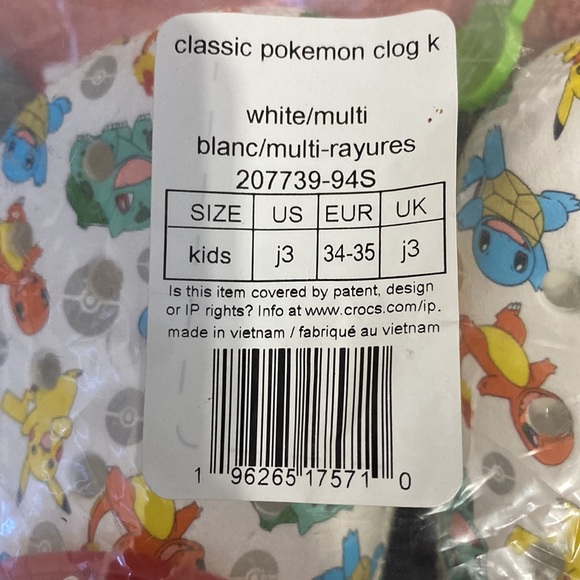 classic pokemon clog k
white/multi
blanc/multi-rayures
207739-94S
SIZE US EUR UK
kids j3 34-35 j3
Is this item covered by patent, design
or IP rights? Info at www.crocs.com/ip.
made in vietnam / fabriqué au vietnam
1 96265 17571 0